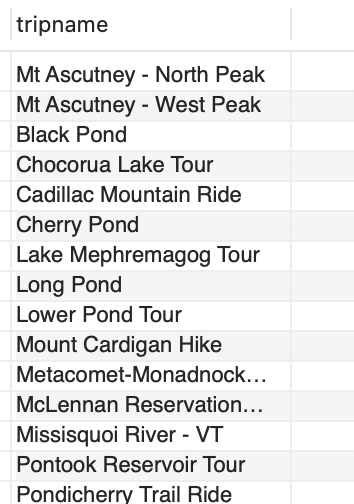 tripname
Mt Ascutney - North Peak
Mt Ascutney - West Peak
Black Pond
Chocorua Lake Tour
Cadillac Mountain Ride
Cherry Pond
Lake Mephremagog Tour
Long Pond
Lower Pond Tour
Mount Cardigan Hike
Metacomet-Monadnock…
McLennan Reservation…
Missisquoi River - VT
Pontook Reservoir Tour
Pondicherry Trail Ride